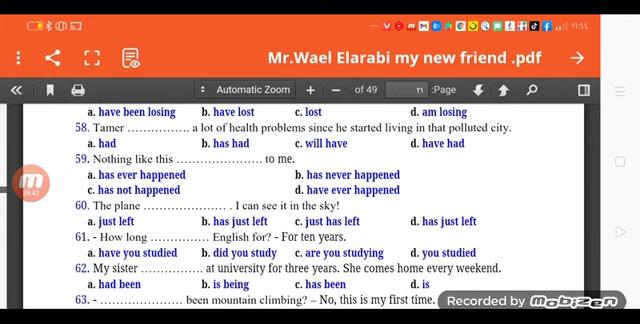 ١١:٤٤
Mr.Wael Elarabi my new friend .pdf
Automatic Zoom + of 49 ٢١ :Page
a. have been losing b. have lost c. lost d. am losing
58. Tamer …………… a lot of health problems since he started living in that polluted city.
a. had b. has had c. will have d. have had
59. Nothing like this ………………… to me.
a. has ever happened b. has never happened
c. has not happened d. have ever happened
60. The plane ……………….. . I can see it in the sky!
a. just left b. has just left c. just has left d. has just left
61. - How long …………… English for? - For ten years.
a. have you studied b. did you study c. are you studying d. you studied
62. My sister …………… at university for three years. She comes home every weekend.
a. had been b. is being c. has been d. is
63. - ………………… been mountain climbing? – No, this is my first time.
39:42
Recorded by Mobizen